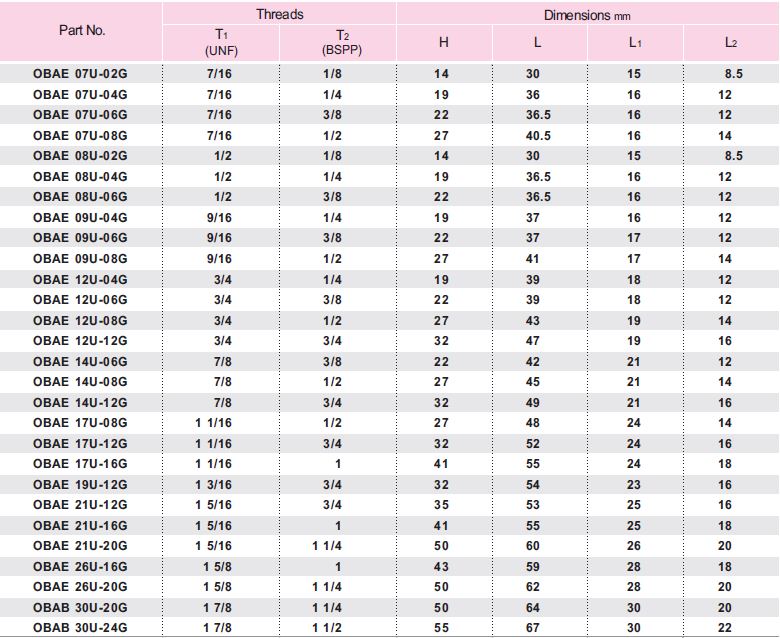 Part No. Threads Dimensions mm
T1 (UNF) T2 (BSPP) H L L1 L2
OBAE 07U-02G 7/16 1/8 14 30 15 8.5
OBAE 07U-04G 7/16 1/4 19 36 16 12
OBAE 07U-06G 7/16 3/8 22 36.5 16 12
OBAE 07U-08G 7/16 1/2 27 40.5 16 14
OBAE 08U-02G 1/2 1/8 14 30 15 8.5
OBAE 08U-04G 1/2 1/4 19 36.5 16 12
OBAE 08U-06G 1/2 3/8 22 36.5 16 12
OBAE 09U-04G 9/16 1/4 19 37 16 12
OBAE 09U-06G 9/16 3/8 22 37 17 12
OBAE 09U-08G 9/16 1/2 27 41 17 14
OBAE 12U-04G 3/4 1/4 19 39 18 12
OBAE 12U-06G 3/4 3/8 22 39 18 12
OBAE 12U-08G 3/4 1/2 27 43 19 14
OBAE 12U-12G 3/4 3/4 32 47 19 16
OBAE 14U-06G 7/8 3/8 22 42 21 12
OBAE 14U-08G 7/8 1/2 27 45 21 14
OBAE 14U-12G 7/8 3/4 32 49 21 16
OBAE 17U-08G 1 1/16 1/2 27 48 24 14
OBAE 17U-12G 1 1/16 3/4 32 52 24 16
OBAE 17U-16G 1 1/16 1 41 55 24 18
OBAE 19U-12G 1 3/16 3/4 32 54 23 16
OBAE 21U-12G 1 5/16 3/4 35 53 25 16
OBAE 21U-16G 1 5/16 1 41 55 25 18
OBAE 21U-20G 1 5/16 1 1/4 50 60 26 20
OBAE 26U-16G 1 5/8 1 43 59 28 18
OBAE 26U-20G 1 5/8 1 1/4 50 62 28 20
OBAB 30U-20G 1 7/8 1 1/4 50 64 30 20
OBAB 30U-24G 1 7/8 1 1/2 55 67 30 22